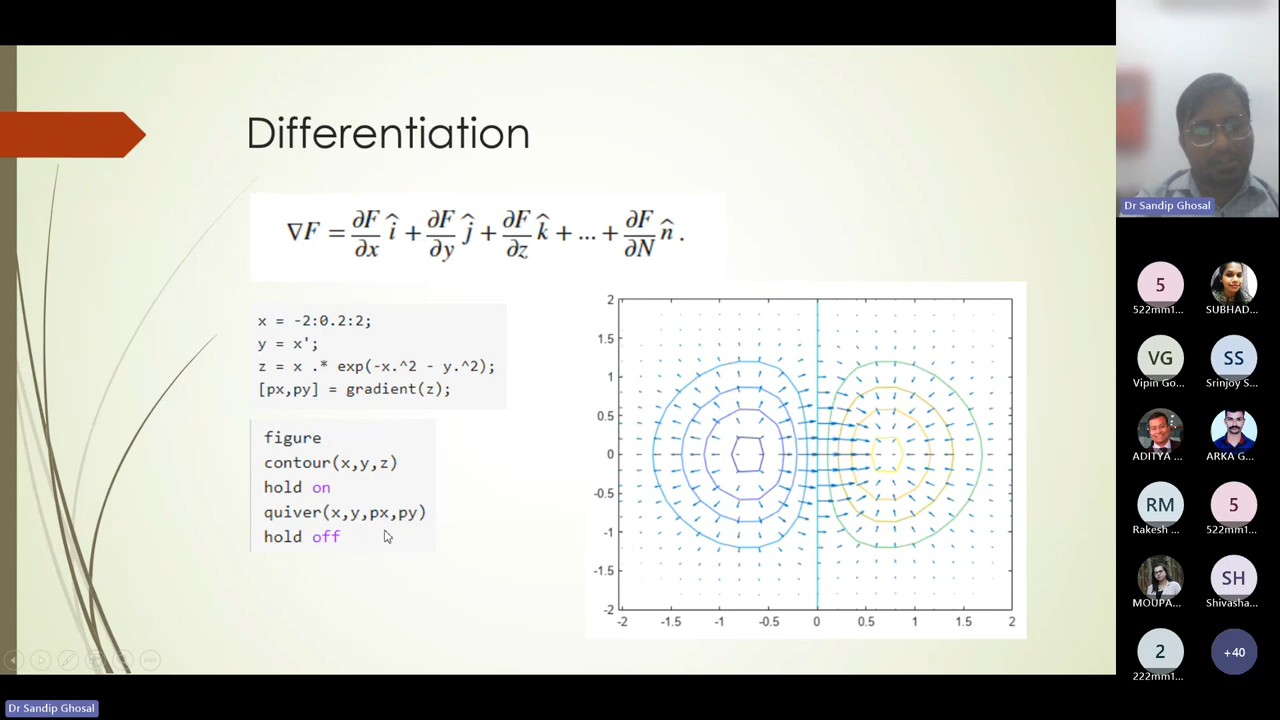 Differentiation
∇F = ∂F/∂x î + ∂F/∂y ĵ + ∂F/∂z k̂ + ... + ∂F/∂N n̂ .
x = -2:0.2:2;
y = x';
z = x .* exp(-x.^2 - y.^2);
[px,py] = gradient(z);
figure
contour(x,y,z)
hold on
quiver(x,y,px,py)
hold off
2
1.5
1
0.5
0
-0.5
-1
-1.5
-2
-2 -1.5 -1 -0.5 0 0.5 1 1.5 2
Dr Sandip Ghosal
5
522mm1...
SUBHAD...
VG
Vipin Go...
SS
Srinjoy S...
ADITYA ...
ARKA G...
RM
Rakesh ...
5
522mm1...
MOUPA...
SH
Shivasha...
2
222mm1...
+40
Dr Sandip Ghosal